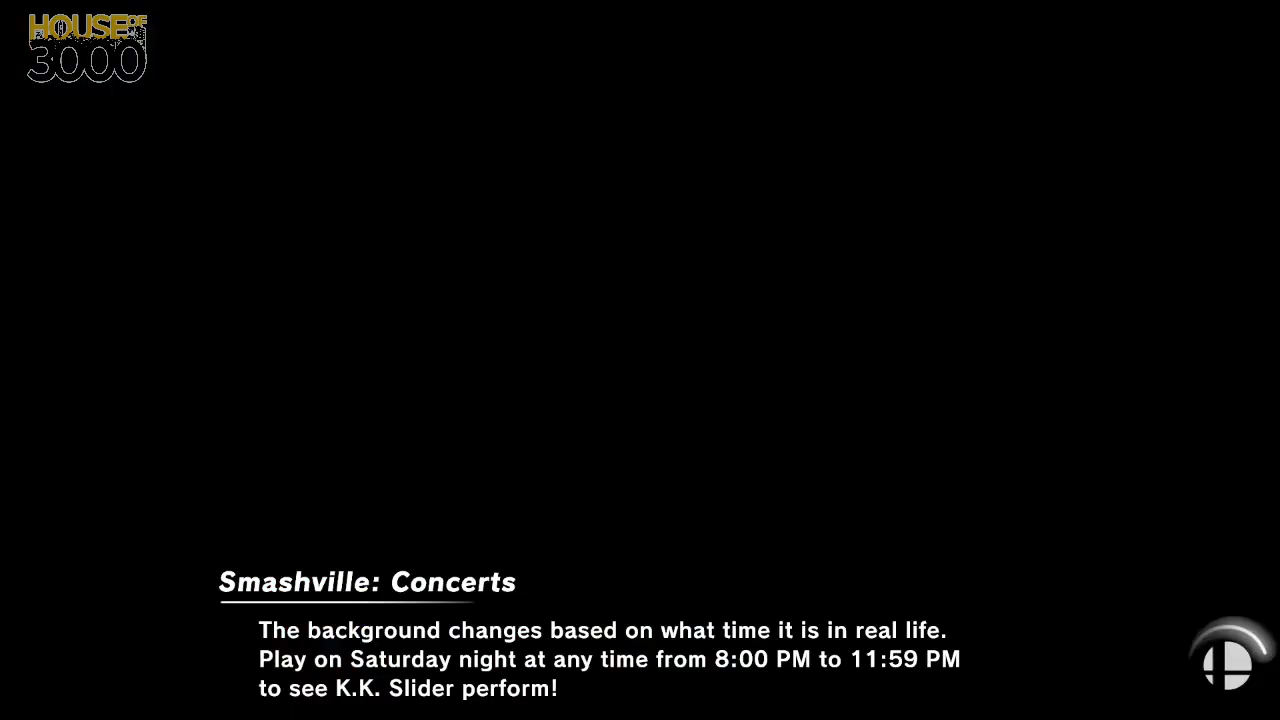 HOUSE OF
3000
Smashville: Concerts
The background changes based on what time it is in real life.
Play on Saturday night at any time from 8:00 PM to 11:59 PM
to see K.K. Slider perform!